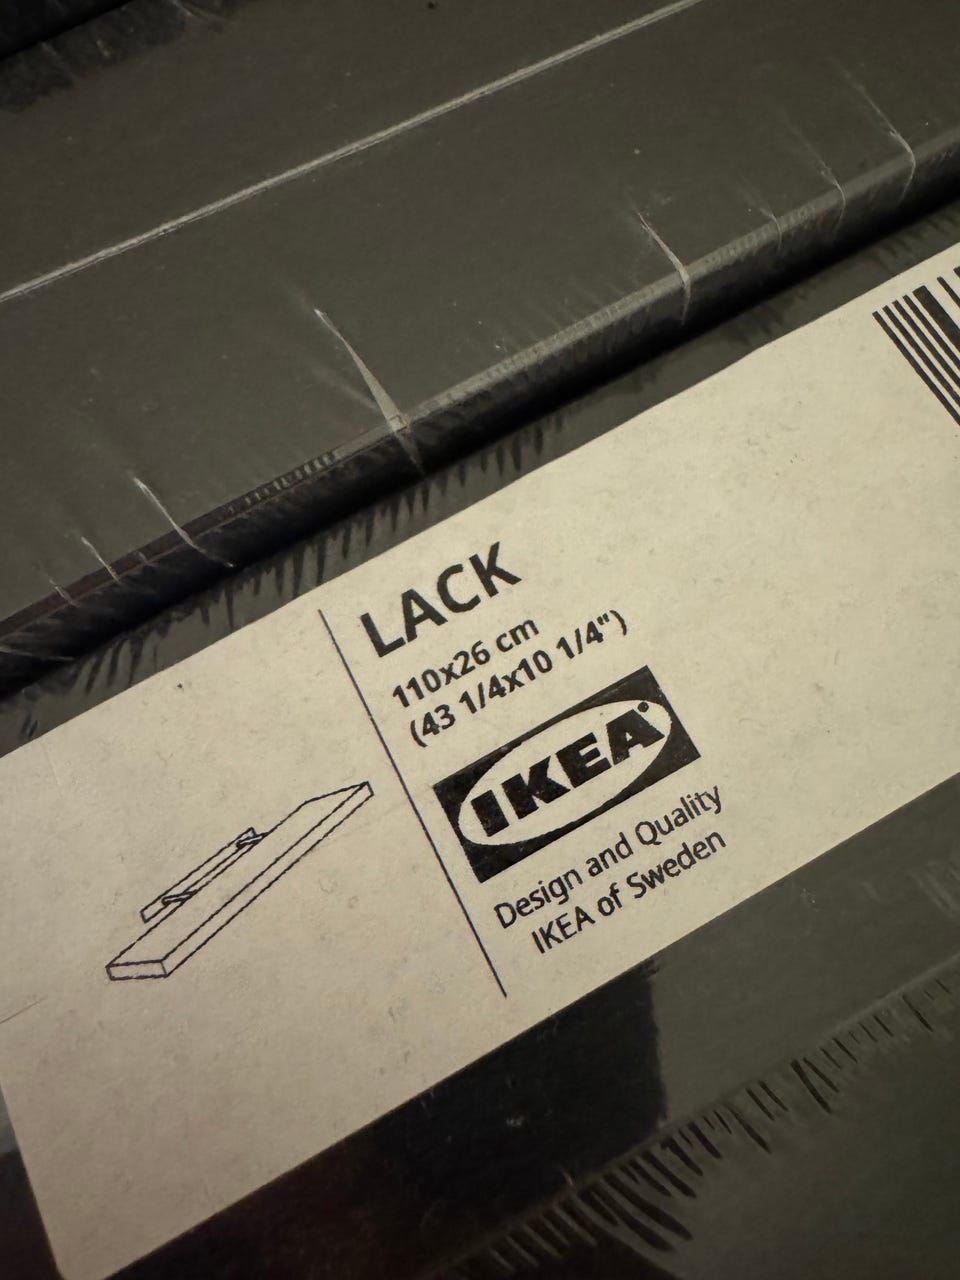 LACK
110x26 cm
(43 1/4x10 1/4")
IKEA®
Design and Quality
IKEA of Sweden